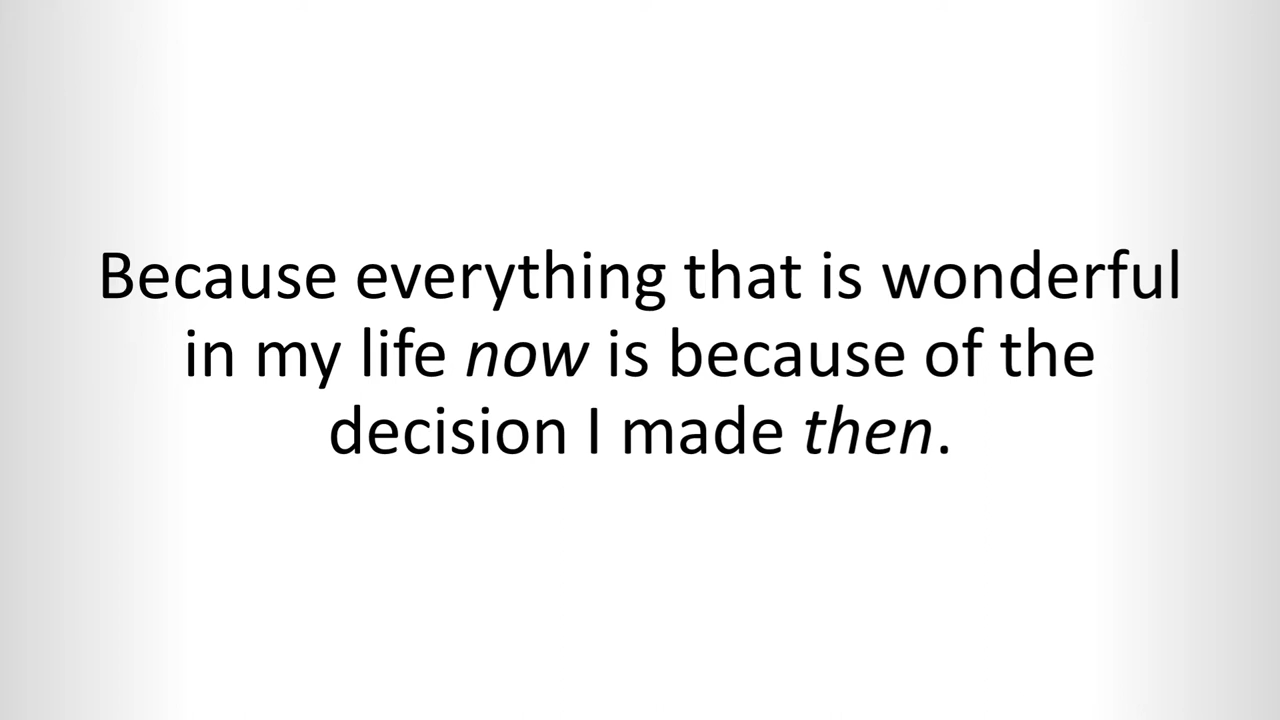 Because everything that is wonderful
in my life now is because of the
decision I made then.